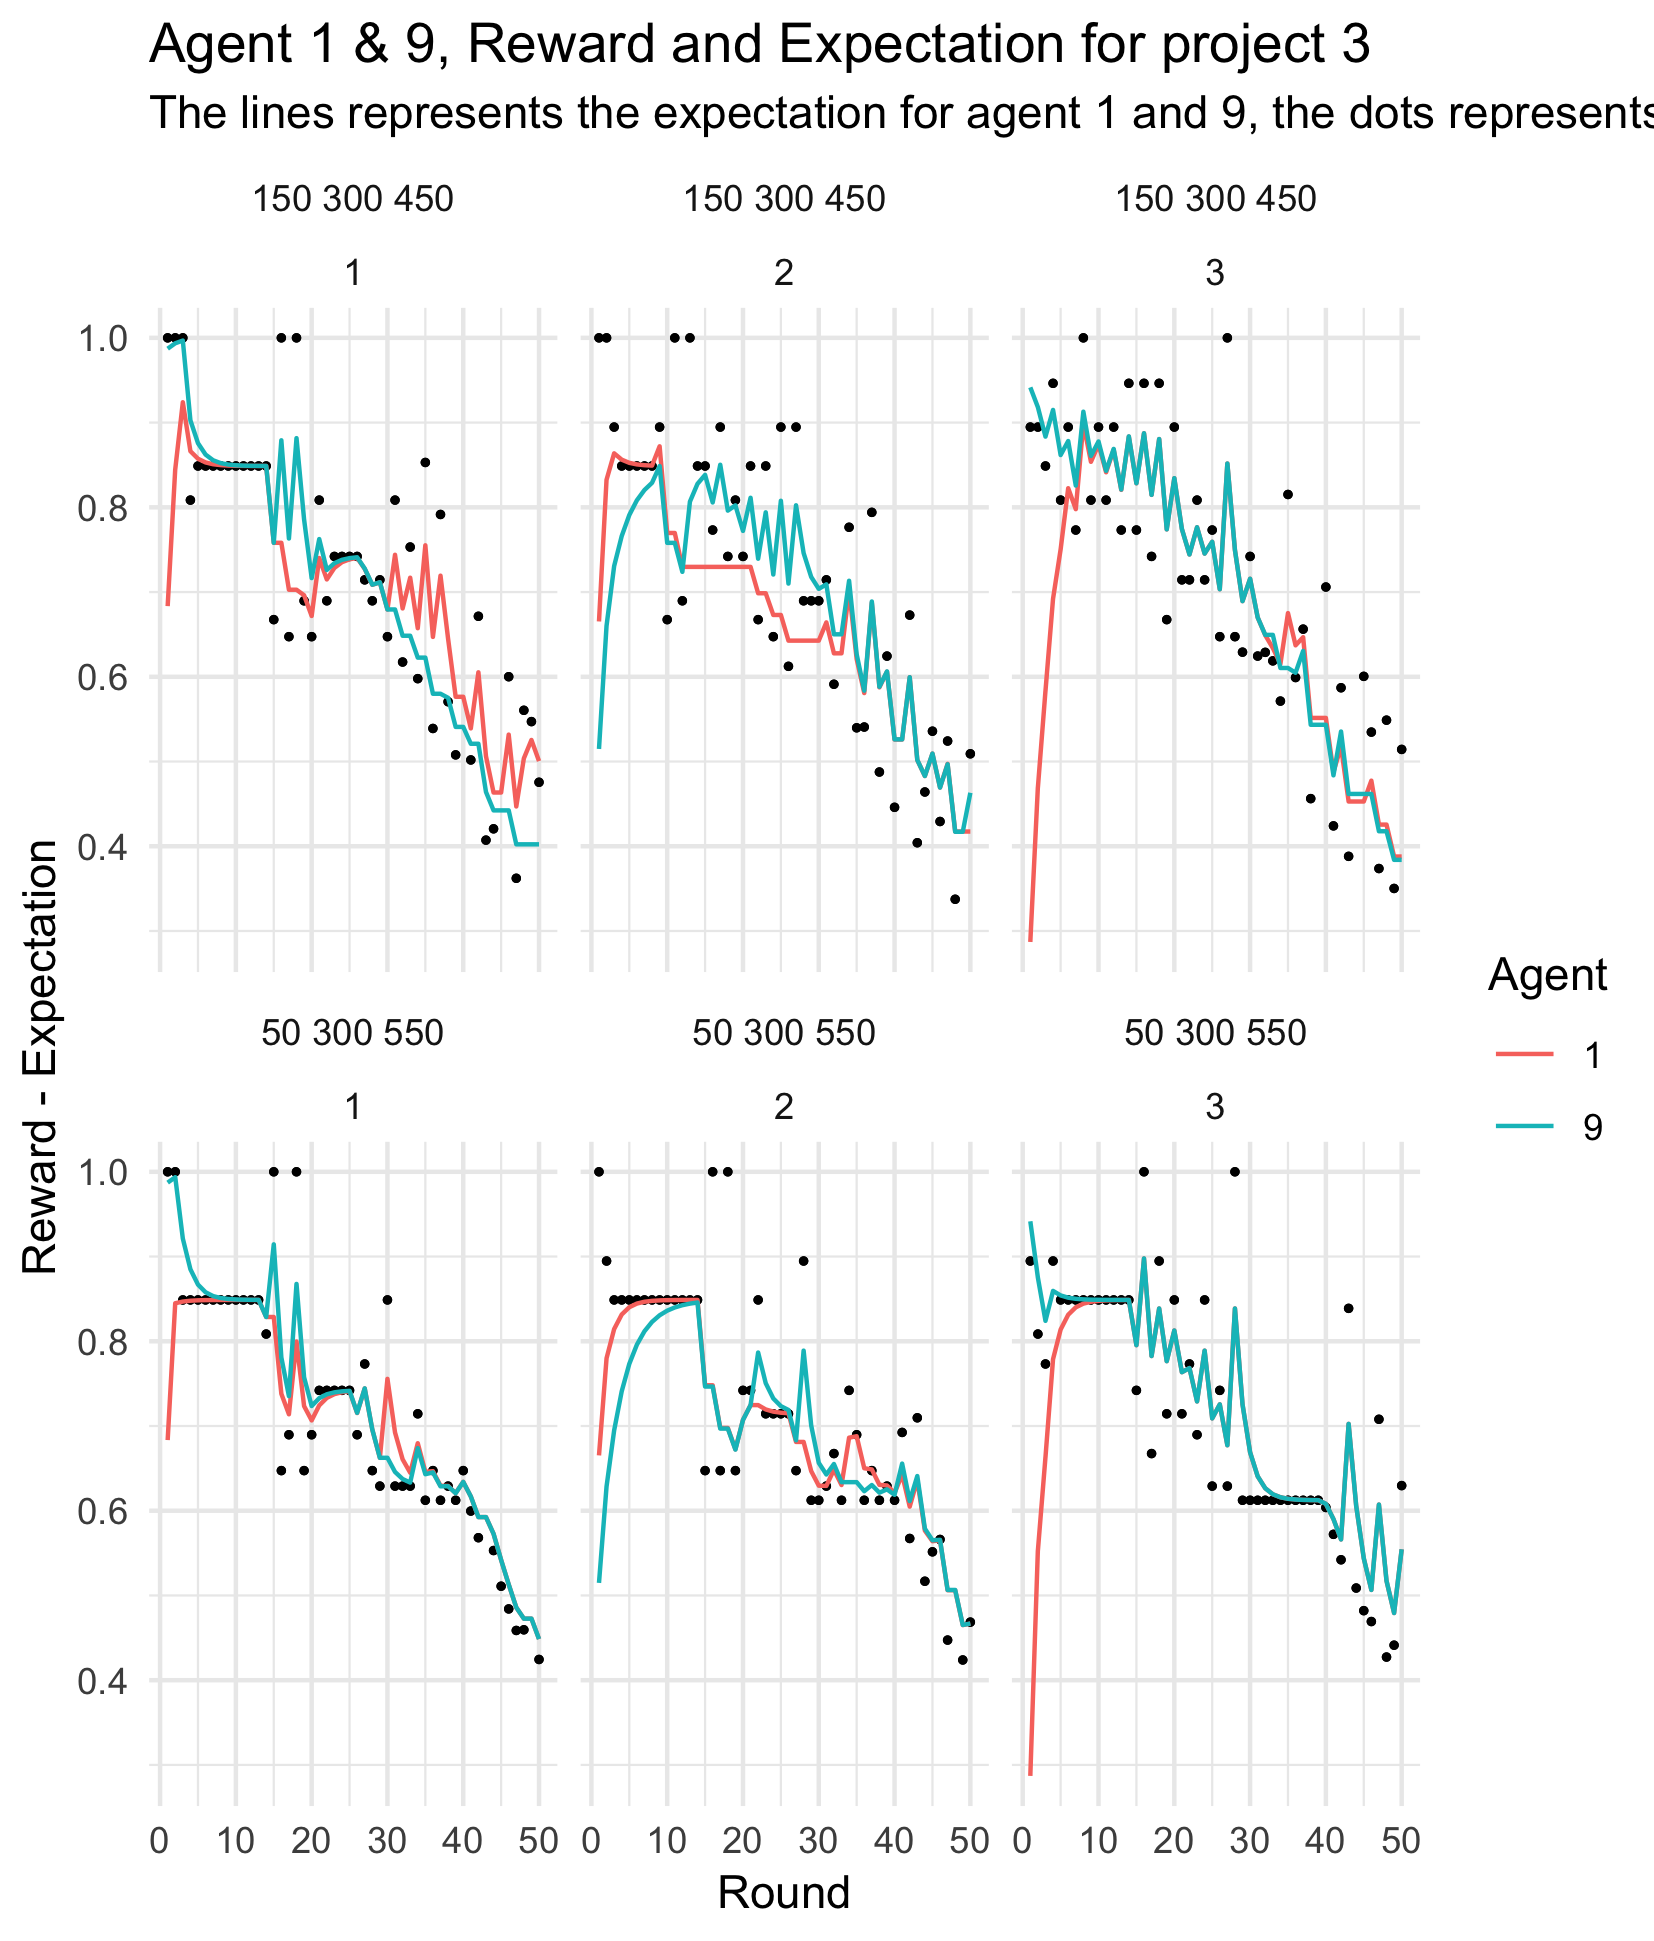 Agent 1 & 9, Reward and Expectation for project 3
The lines represents the expectation for agent 1 and 9, the dots represents
150 300 450
150 300 450
150 300 450
1
2
3
1.0
0.8
0.6
0.4
Reward - Expectation
50 300 550
50 300 550
50 300 550
1
2
3
1.0
0.8
0.6
0.4
0 10 20 30 40 50
0 10 20 30 40 50
0 10 20 30 40 50
Round
Agent
1
9